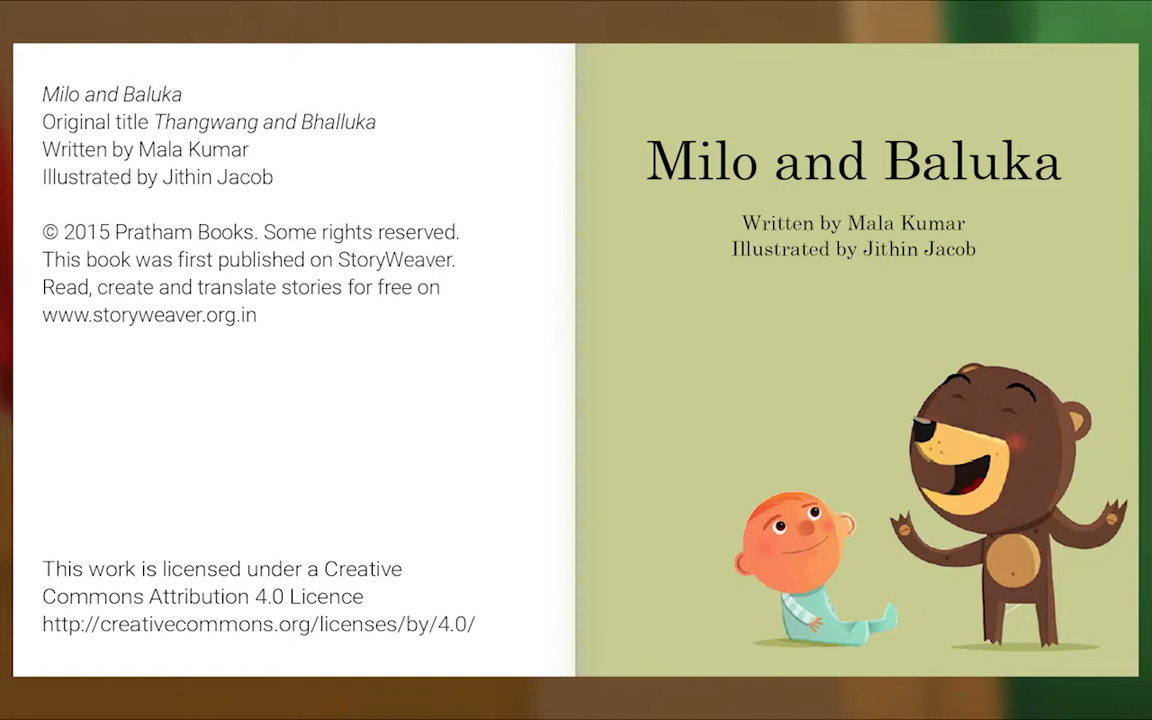 Milo and Baluka
Original title Thangwang and Bhalluka
Written by Mala Kumar
Illustrated by Jithin Jacob
© 2015 Pratham Books. Some rights reserved.
This book was first published on StoryWeaver.
Read, create and translate stories for free on
www.storyweaver.org.in
This work is licensed under a Creative
Commons Attribution 4.0 Licence
http://creativecommons.org/licenses/by/4.0/
Milo and Baluka
Written by Mala Kumar
Illustrated by Jithin Jacob